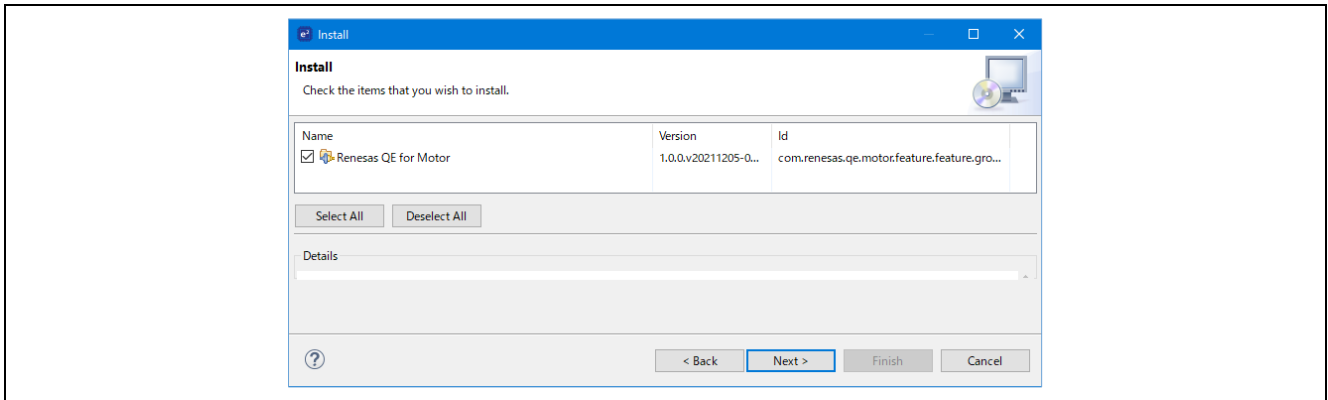 e² Install
Install
Check the items that you wish to install.
Name Version Id
Renesas QE for Motor 1.0.0.v20211205-0... com.renesas.qe.motor.feature.feature.gro...
Select All Deselect All
Details
? < Back Next > Finish Cancel